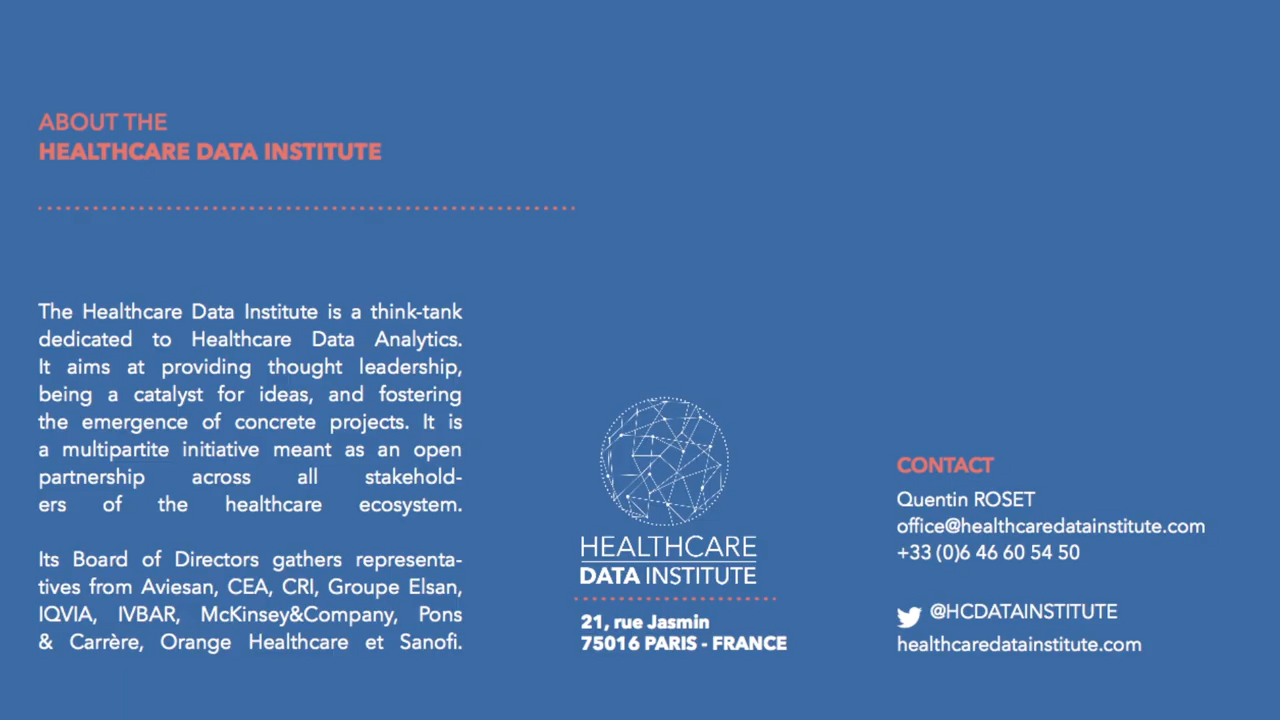 ABOUT THE
HEALTHCARE DATA INSTITUTE
The Healthcare Data Institute is a think-tank
dedicated to Healthcare Data Analytics.
It aims at providing thought leadership,
being a catalyst for ideas, and fostering
the emergence of concrete projects. It is
a multipartite initiative meant as an open
partnership across all stakehold-
ers of the healthcare ecosystem.
Its Board of Directors gathers representa-
tives from Aviesan, CEA, CRI, Groupe Elsan,
IQVIA, IVBAR, McKinsey&Company, Pons
& Carrère, Orange Healthcare et Sanofi.
HEALTHCARE
DATA INSTITUTE
21, rue Jasmin
75016 PARIS - FRANCE
CONTACT
Quentin ROSET
office@healthcaredatainstitute.com
+33 (0)6 46 60 54 50
@HCDATAINSTITUTE
healthcaredatainstitute.com